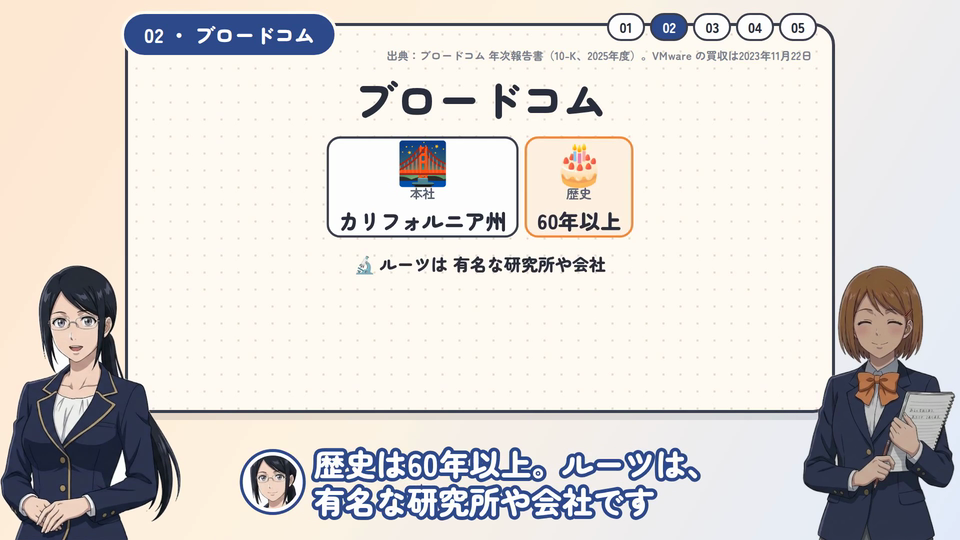 02 ・ ブロードコム
01 02 03 04 05
出典：ブロードコム 年次報告書（10-K、2025年度）。VMware の買収は2023年11月22日
ブロードコム
本社
カリフォルニア州
歴史
60年以上
ルーツは 有名な研究所や会社
歴史は60年以上。ルーツは、
有名な研究所や会社です